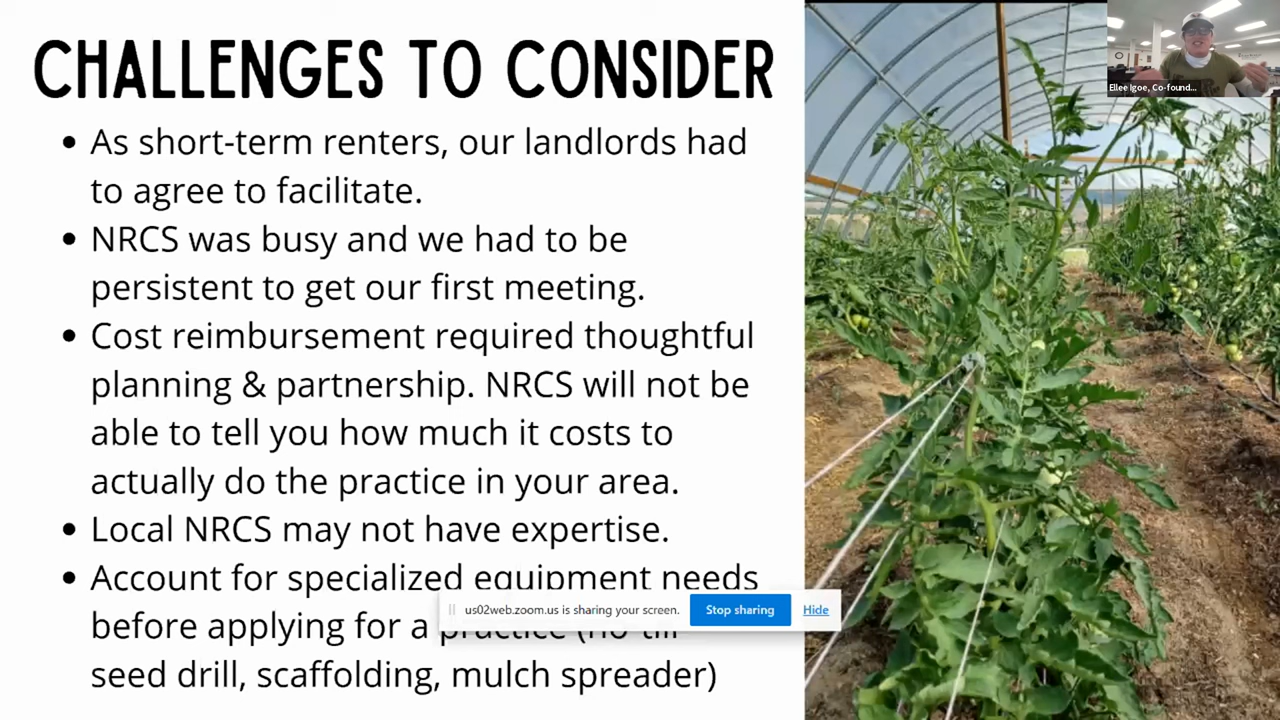 CHALLENGES TO CONSIDER
Ellee Igoe, Co-found...
• As short-term renters, our landlords had
to agree to facilitate.
• NRCS was busy and we had to be
persistent to get our first meeting.
• Cost reimbursement required thoughtful
planning & partnership. NRCS will not be
able to tell you how much it costs to
actually do the practice in your area.
• Local NRCS may not have expertise.
• Account for specialized equipment needs
us02web.zoom.us is sharing your screen. Stop sharing Hide
before applying for a practice (no-till
seed drill, scaffolding, mulch spreader)